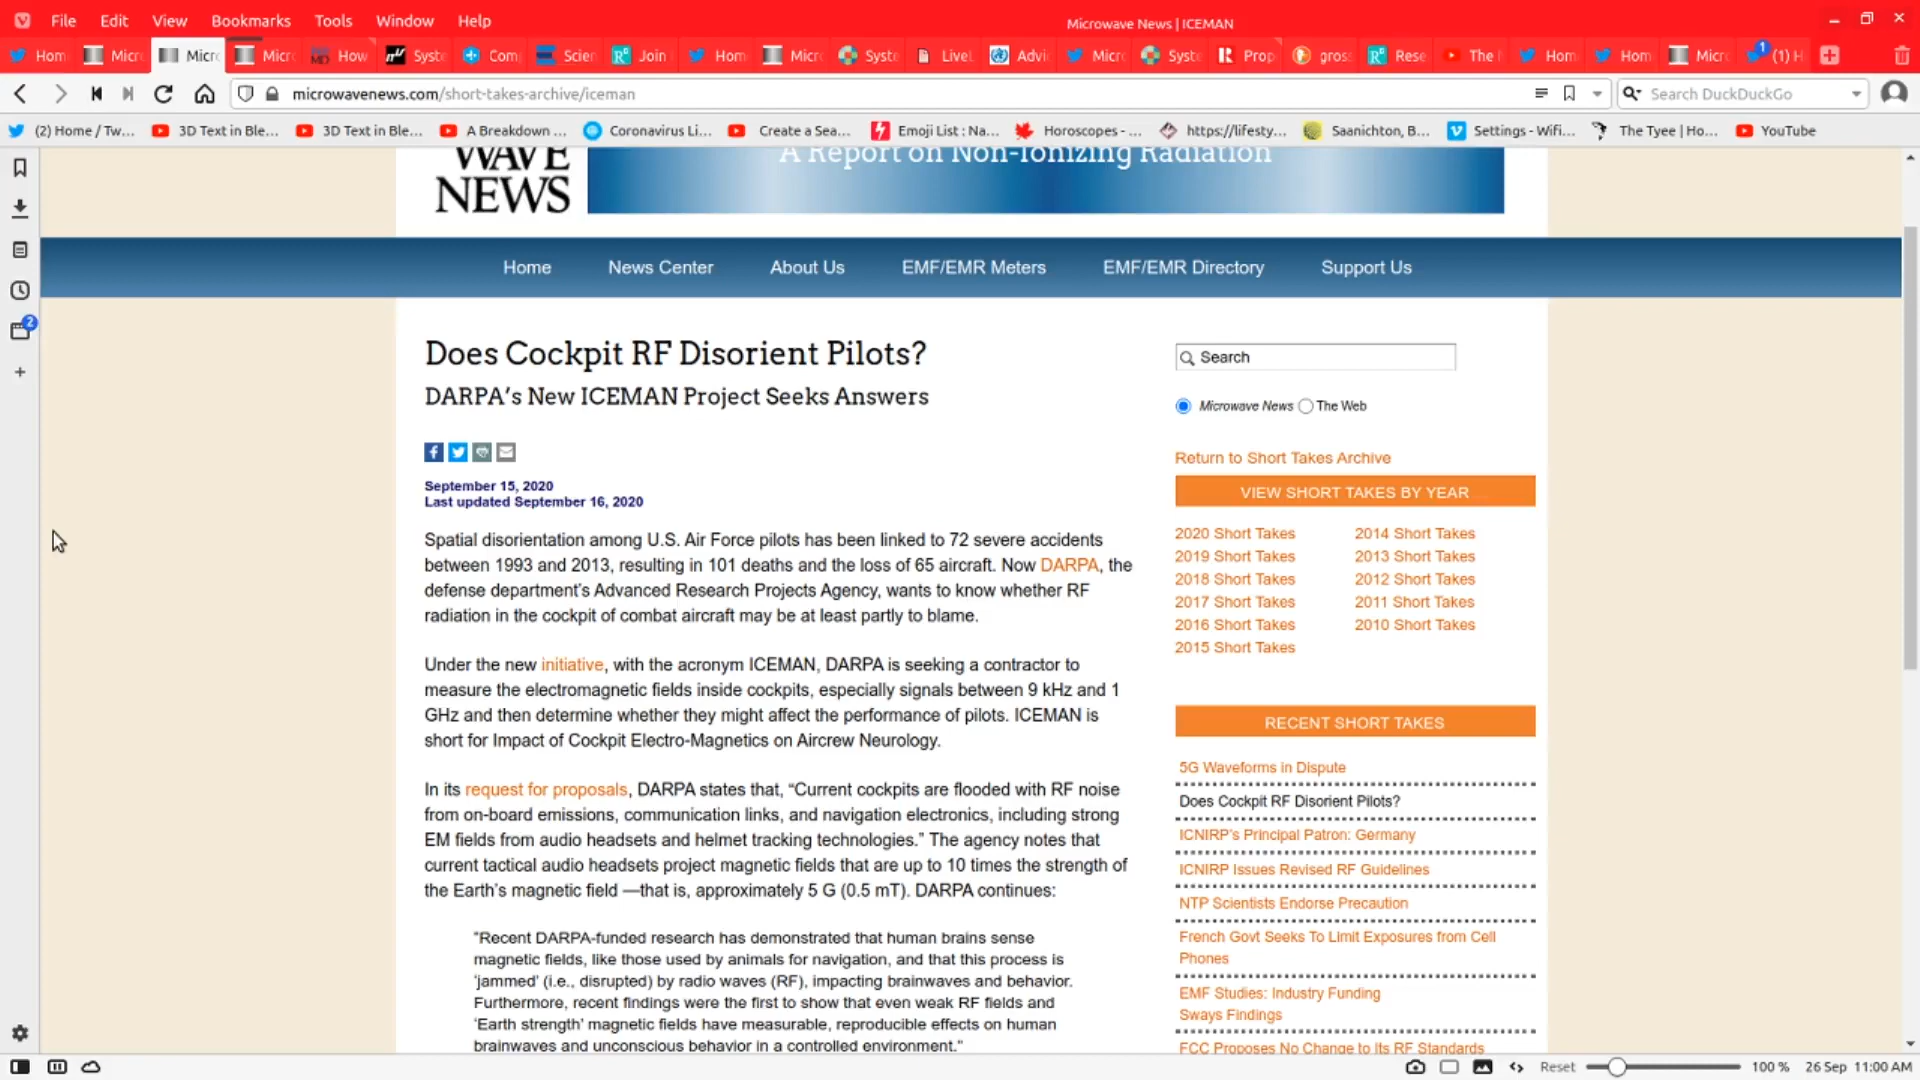 File Edit View Bookmarks Tools Window Help
Microwave News | ICEMAN
Hom Micro Micro Micro How Syste Com Scien Join Hom Micro Syste LiveL Advic Micro Syste Prop gross Rese The I Hom Hom Micro 1 (1) H
microwavenews.com/short-takes-archive/iceman
Search DuckDuckGo
(2) Home / Tw... 3D Text in Ble... 3D Text in Ble... A Breakdown ... Coronavirus Li... Create a Sea... Emoji List : Na... Horoscopes - ... https://lifesty... Saanichton, B... Settings - Wifi... The Tyee | Ho... YouTube
WAVE
NEWS
A Report on Non-Ionizing Radiation
Home News Center About Us EMF/EMR Meters EMF/EMR Directory Support Us
2
Does Cockpit RF Disorient Pilots?
DARPA's New ICEMAN Project Seeks Answers
September 15, 2020
Last updated September 16, 2020
Spatial disorientation among U.S. Air Force pilots has been linked to 72 severe accidents
between 1993 and 2013, resulting in 101 deaths and the loss of 65 aircraft. Now DARPA, the
defense department's Advanced Research Projects Agency, wants to know whether RF
radiation in the cockpit of combat aircraft may be at least partly to blame.
Under the new initiative, with the acronym ICEMAN, DARPA is seeking a contractor to
measure the electromagnetic fields inside cockpits, especially signals between 9 kHz and 1
GHz and then determine whether they might affect the performance of pilots. ICEMAN is
short for Impact of Cockpit Electro-Magnetics on Aircrew Neurology.
In its request for proposals, DARPA states that, “Current cockpits are flooded with RF noise
from on-board emissions, communication links, and navigation electronics, including strong
EM fields from audio headsets and helmet tracking technologies.” The agency notes that
current tactical audio headsets project magnetic fields that are up to 10 times the strength of
the Earth's magnetic field —that is, approximately 5 G (0.5 mT). DARPA continues:
"Recent DARPA-funded research has demonstrated that human brains sense
magnetic fields, like those used by animals for navigation, and that this process is
‘jammed’ (i.e., disrupted) by radio waves (RF), impacting brainwaves and behavior.
Furthermore, recent findings were the first to show that even weak RF fields and
‘Earth strength’ magnetic fields have measurable, reproducible effects on human
brainwaves and unconscious behavior in a controlled environment."
Search
Microwave News The Web
Return to Short Takes Archive
VIEW SHORT TAKES BY YEAR
2020 Short Takes 2014 Short Takes
2019 Short Takes 2013 Short Takes
2018 Short Takes 2012 Short Takes
2017 Short Takes 2011 Short Takes
2016 Short Takes 2010 Short Takes
2015 Short Takes
RECENT SHORT TAKES
5G Waveforms in Dispute
Does Cockpit RF Disorient Pilots?
ICNIRP's Principal Patron: Germany
ICNIRP Issues Revised RF Guidelines
NTP Scientists Endorse Precaution
French Govt Seeks To Limit Exposures from Cell
Phones
EMF Studies: Industry Funding
Sways Findings
FCC Proposes No Change to Its RF Standards
Reset 100 % 26 Sep 11:00 AM